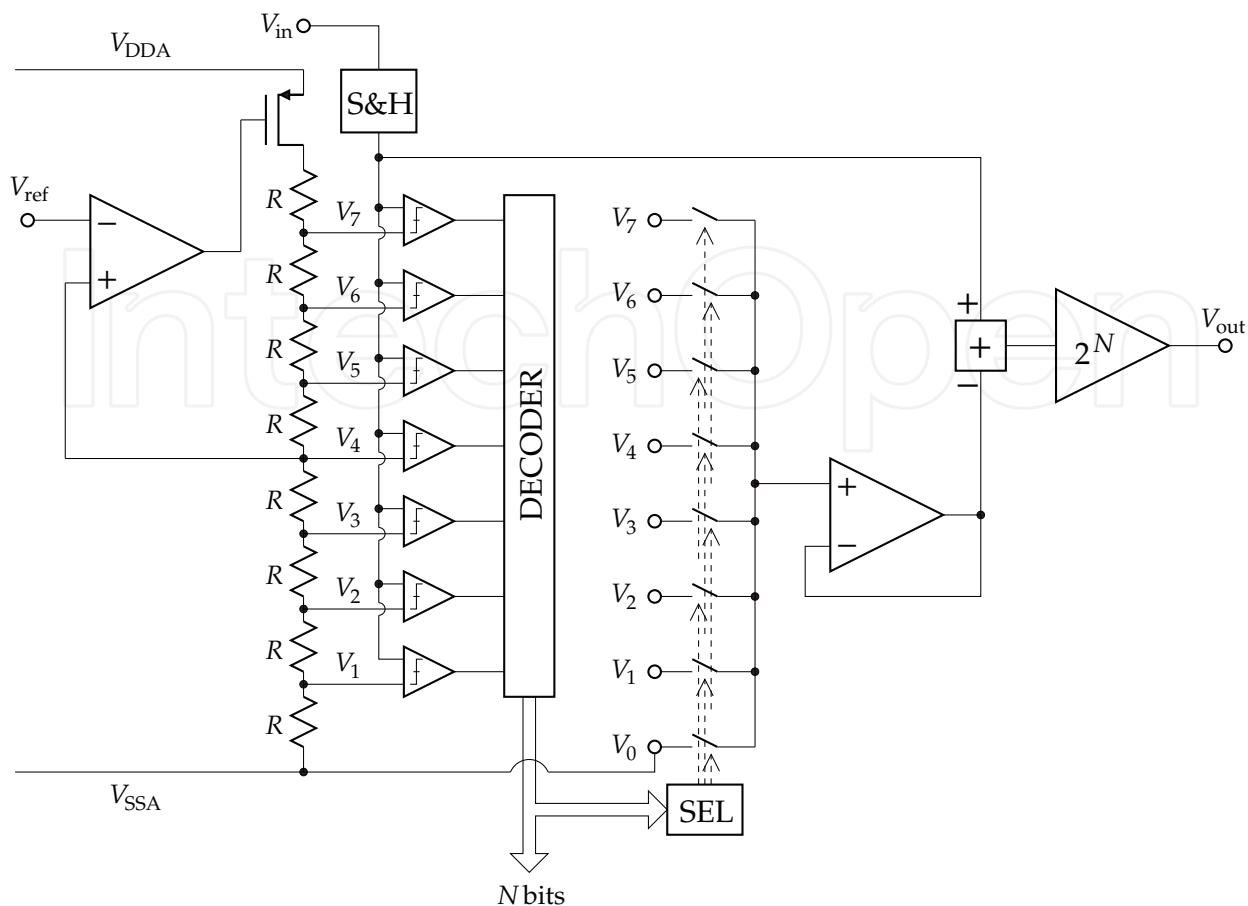 V_in
V_DDA
S&H
V_ref
−
+
R
R
R
R
R
R
R
R
V_7
V_6
V_5
V_4
V_3
V_2
V_1
DECODER
V_7
V_6
V_5
V_4
V_3
V_2
V_1
V_0
+
−
+
+
−
2^N
V_out
V_SSA
SEL
N bits
IntechOpen